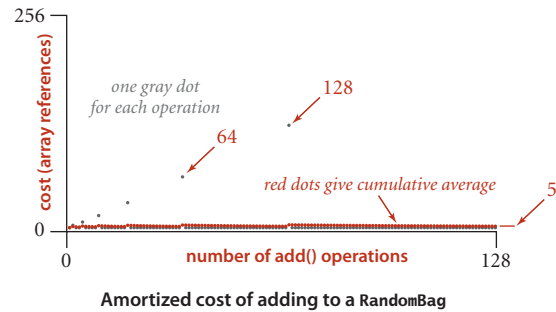 256
cost (array references)
one gray dot
for each operation
128
64
red dots give cumulative average
5
0
0
number of add() operations
128
Amortized cost of adding to a RandomBag